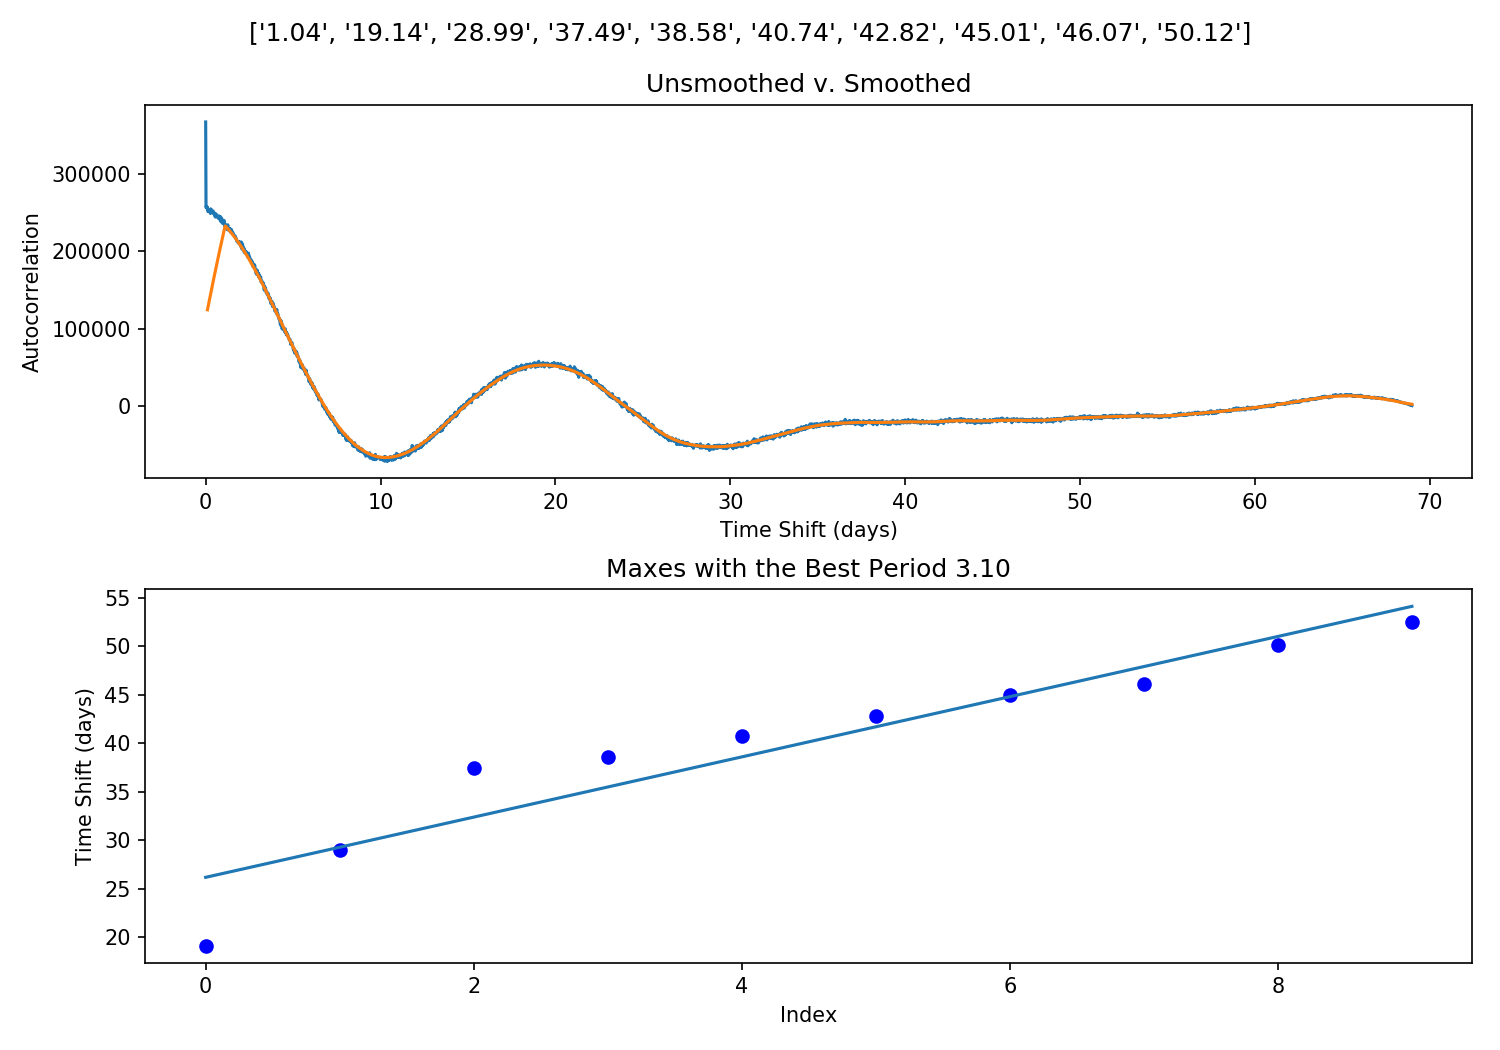 ['1.04', '19.14', '28.99', '37.49', '38.58', '40.74', '42.82', '45.01', '46.07', '50.12']
Unsmoothed v. Smoothed
Autocorrelation
300000
200000
100000
0
0 10 20 30 40 50 60 70
Time Shift (days)
Maxes with the Best Period 3.10
Time Shift (days)
55
50
45
40
35
30
25
20
0 2 4 6 8
Index